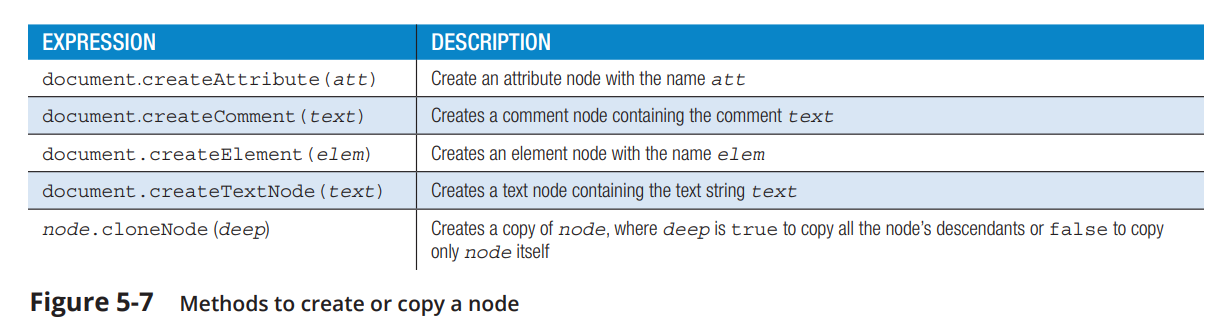 EXPRESSION DESCRIPTION
document.createAttribute(att) Create an attribute node with the name att
document.createComment(text) Creates a comment node containing the comment text
document.createElement(elem) Creates an element node with the name elem
document.createTextNode(text) Creates a text node containing the text string text
node.cloneNode(deep) Creates a copy of node, where deep is true to copy all the node's descendants or false to copy
only node itself
Figure 5-7 Methods to create or copy a node